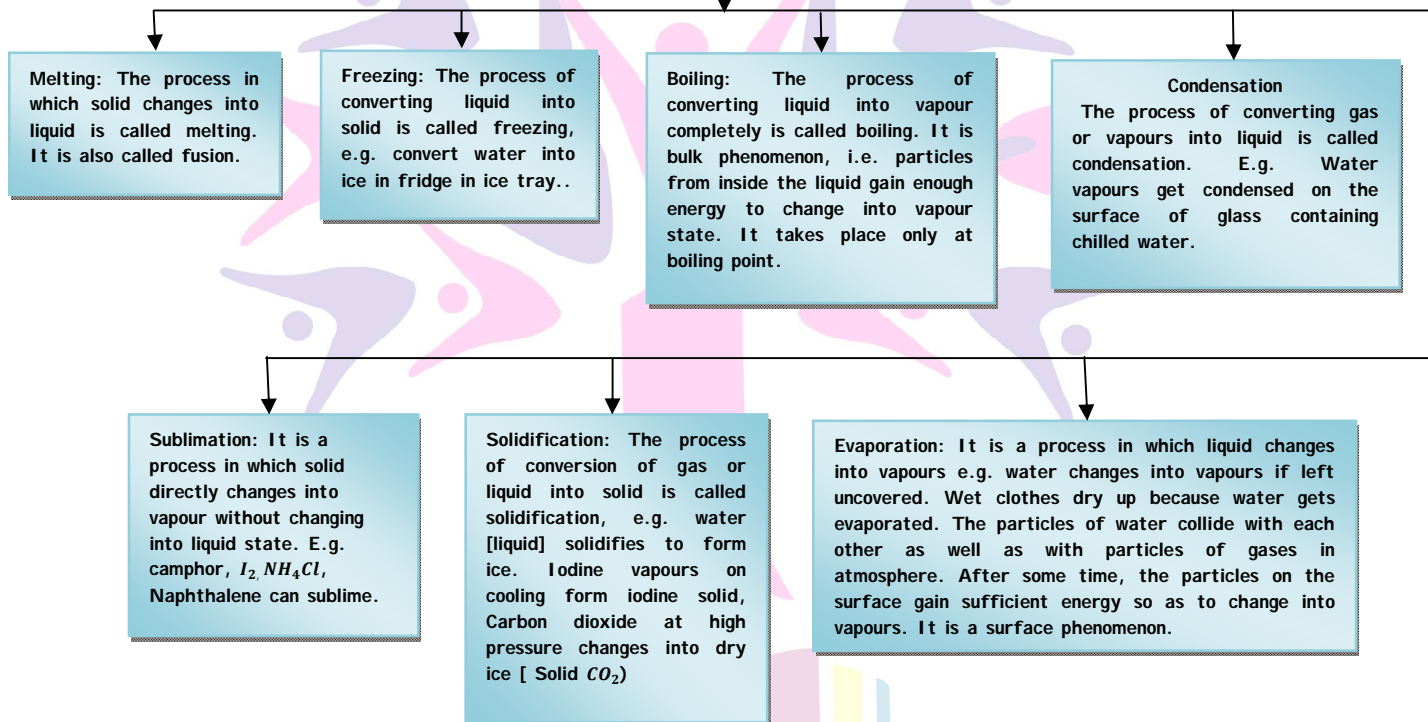 Melting: The process in
which solid changes into
liquid is called melting.
It is also called fusion.
Freezing: The process of
converting liquid into
solid is called freezing,
e.g. convert water into
ice in fridge in ice tray..
Boiling: The process of
converting liquid into vapour
completely is called boiling. It is
bulk phenomenon, i.e. particles
from inside the liquid gain enough
energy to change into vapour
state. It takes place only at
boiling point.
Condensation
The process of converting gas
or vapours into liquid is called
condensation. E.g. Water
vapours get condensed on the
surface of glass containing
chilled water.
Sublimation: It is a
process in which solid
directly changes into
vapour without changing
into liquid state. E.g.
camphor, I₂, NH₄Cl,
Naphthalene can sublime.
Solidification: The process
of conversion of gas or
liquid into solid is called
solidification, e.g. water
[liquid] solidifies to form
ice. Iodine vapours on
cooling form iodine solid,
Carbon dioxide at high
pressure changes into dry
ice [ Solid CO₂)
Evaporation: It is a process in which liquid changes
into vapours e.g. water changes into vapours if left
uncovered. Wet clothes dry up because water gets
evaporated. The particles of water collide with each
other as well as with particles of gases in
atmosphere. After some time, the particles on the
surface gain sufficient energy so as to change into
vapours. It is a surface phenomenon.